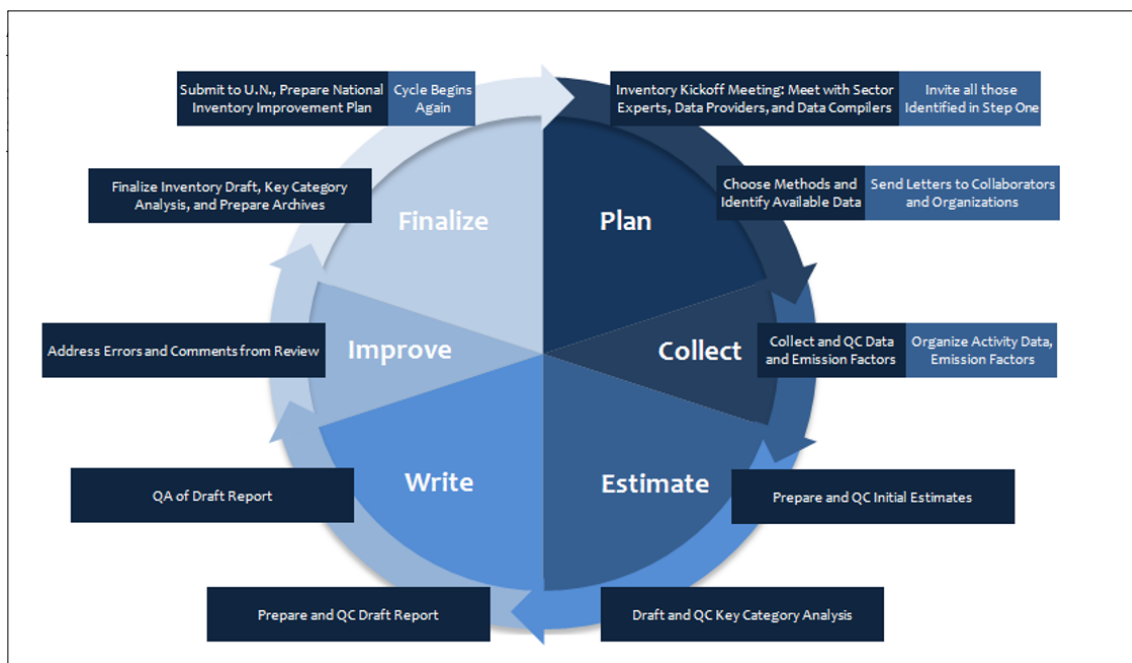 Submit to U.N., Prepare National
Inventory Improvement Plan
Cycle Begins
Again
Inventory Kickoff Meeting: Meet with Sector
Experts, Data Providers, and Data Compilers
Invite all those
Identified in Step One
Finalize Inventory Draft, Key Category
Analysis, and Prepare Archives
Choose Methods and
Identify Available Data
Send Letters to Collaborators
and Organizations
Finalize
Plan
Address Errors and Comments from Review
Improve
Collect
Collect and QC Data
and Emission Factors
Organize Activity Data,
Emission Factors
QA of Draft Report
Write
Estimate
Prepare and QC Initial Estimates
Prepare and QC Draft Report
Draft and QC Key Category Analysis